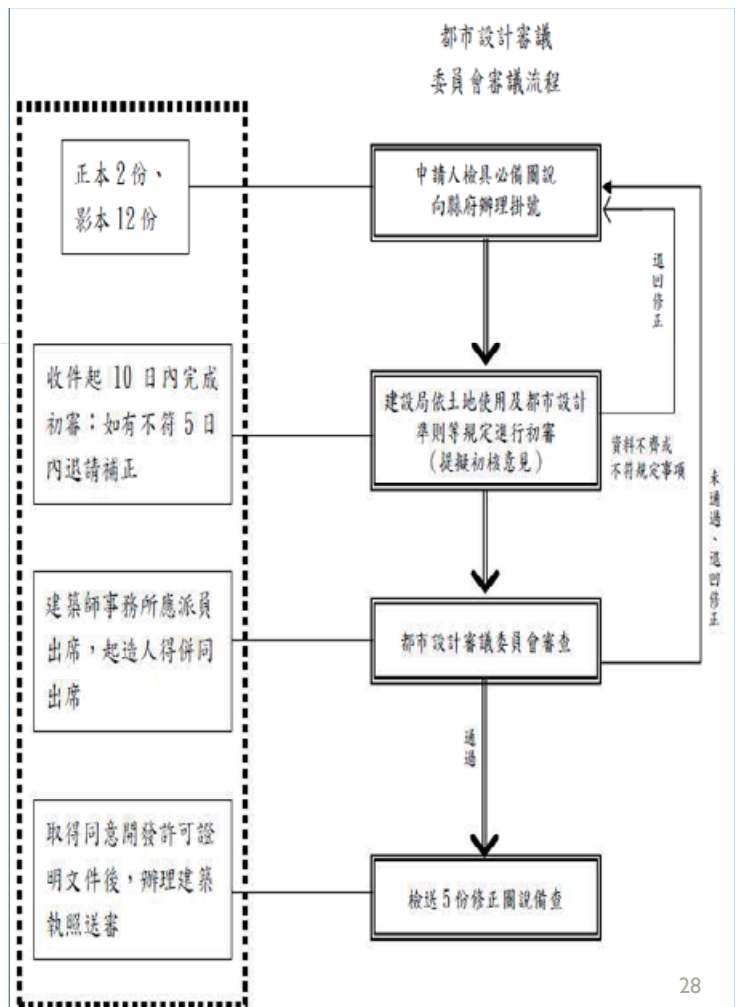 都市設計審議
委員會審議流程
正本2份、
影本12份
申請人檢具必備圖說
向縣府辦理掛號
退回修正
收件起 10 日內完成
初審：如有不符 5 日
內退請補正
建設局依土地使用及都市設計
準則等規定進行初審
(提擬初核意見)
資料不齊或
不符規定事項
未通過、退回修正
建築師事務所應派員
出席，起造人得併同
出席
都市設計審議委員會審查
通過
取得同意開發許可證
明文件後，辦理建築
執照送審
檢送5份修正圖說備查
28